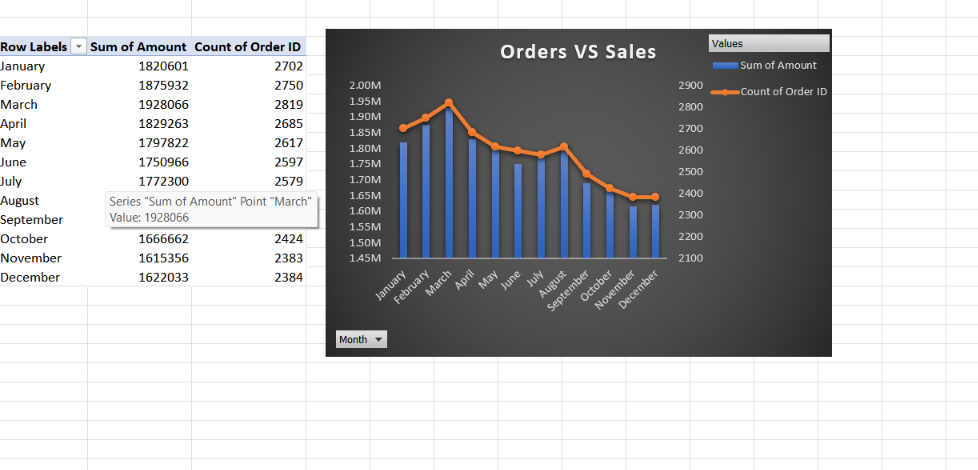 Row Labels Sum of Amount Count of Order ID
January 1820601 2702
February 1875932 2750
March 1928066 2819
April 1829263 2685
May 1797822 2617
June 1750966 2597
July 1772300 2579
August
September
October 1666662 2424
November 1615356 2383
December 1622033 2384
Series "Sum of Amount" Point "March"
Value: 1928066
Orders VS Sales
Values
Sum of Amount
Count of Order ID
2.00M
1.95M
1.90M
1.85M
1.80M
1.75M
1.70M
1.65M
1.60M
1.55M
1.50M
1.45M
2900
2800
2700
2600
2500
2400
2300
2200
2100
January
February
March
April
May
June
July
August
September
October
November
December
Month